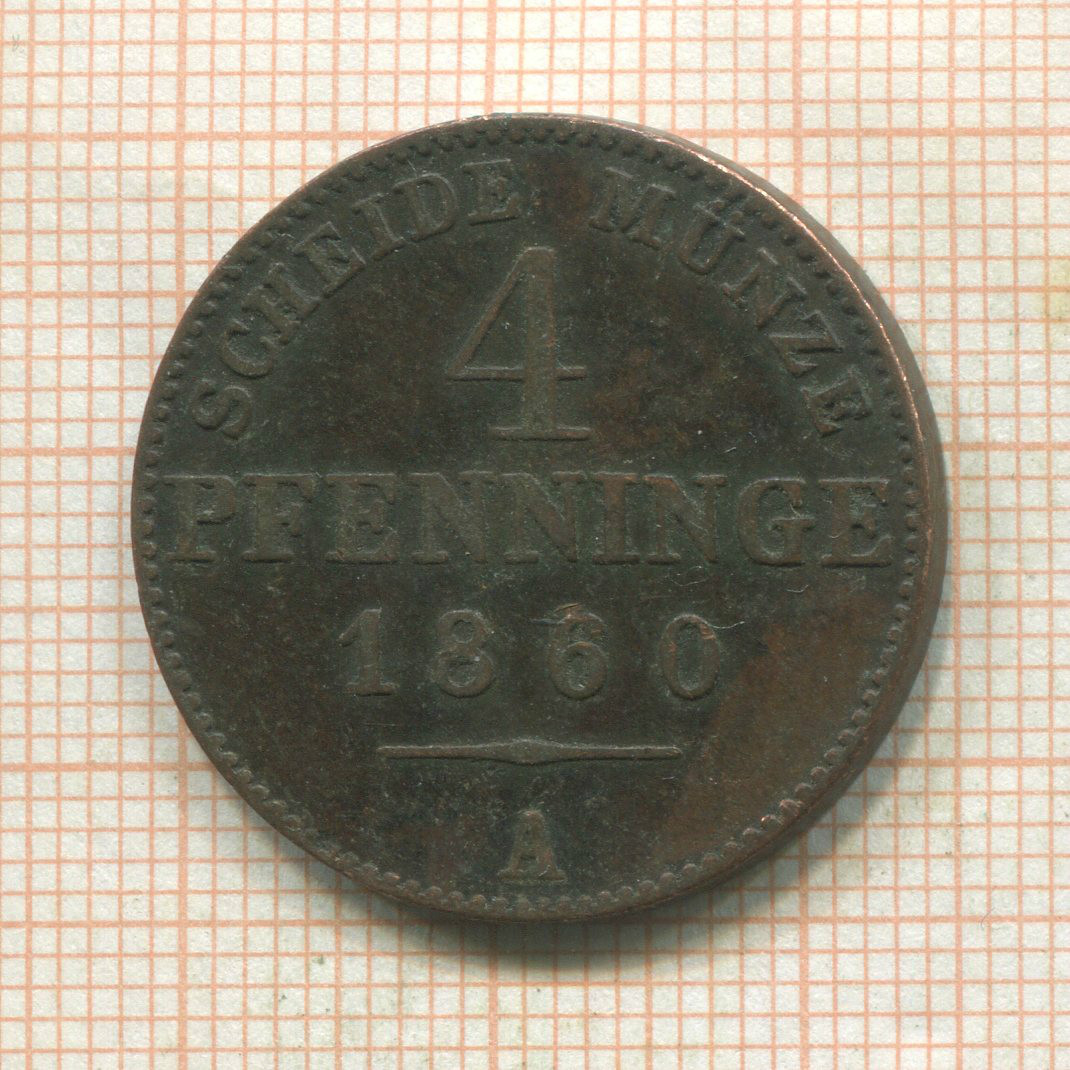 SCHEIDE MÜNZE
4
PFENNINGE
1860
A